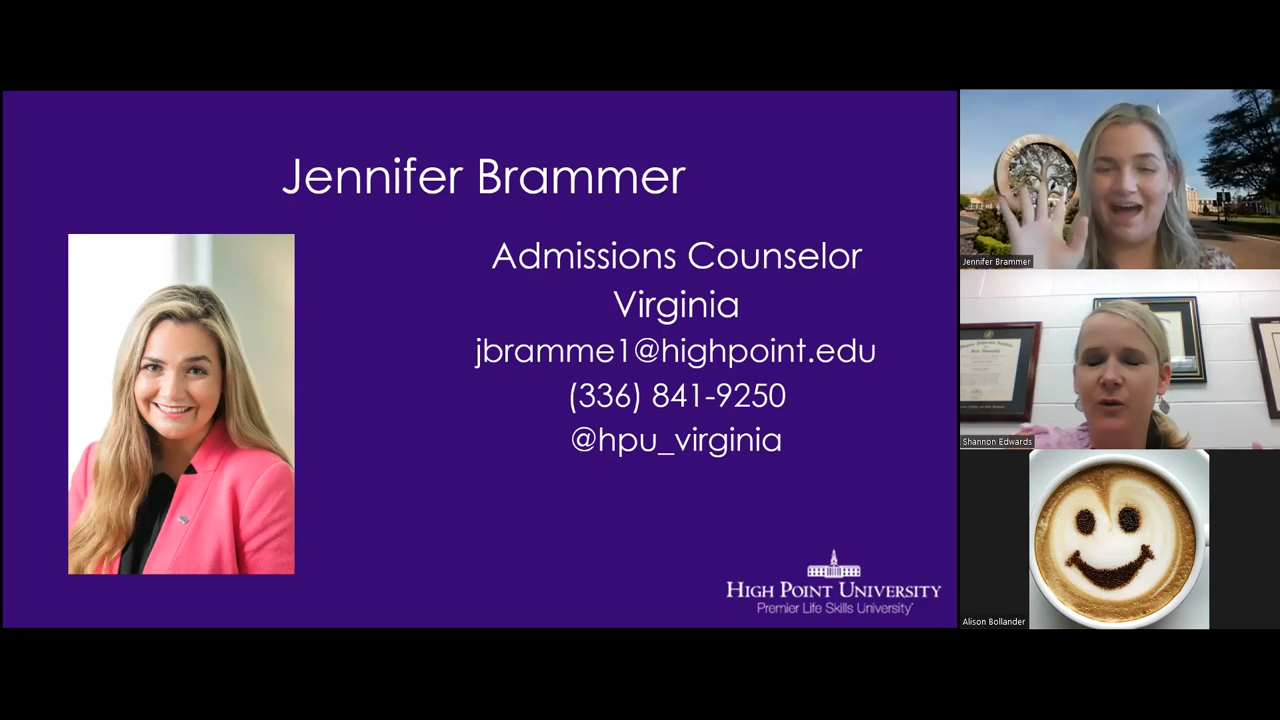 Jennifer Brammer
Admissions Counselor
Virginia
jbramme1@highpoint.edu
(336) 841-9250
@hpu_virginia
HIGH POINT UNIVERSITY
Premier Life Skills University
Jennifer Brammer
Shannon Edwards
Alison Bollander